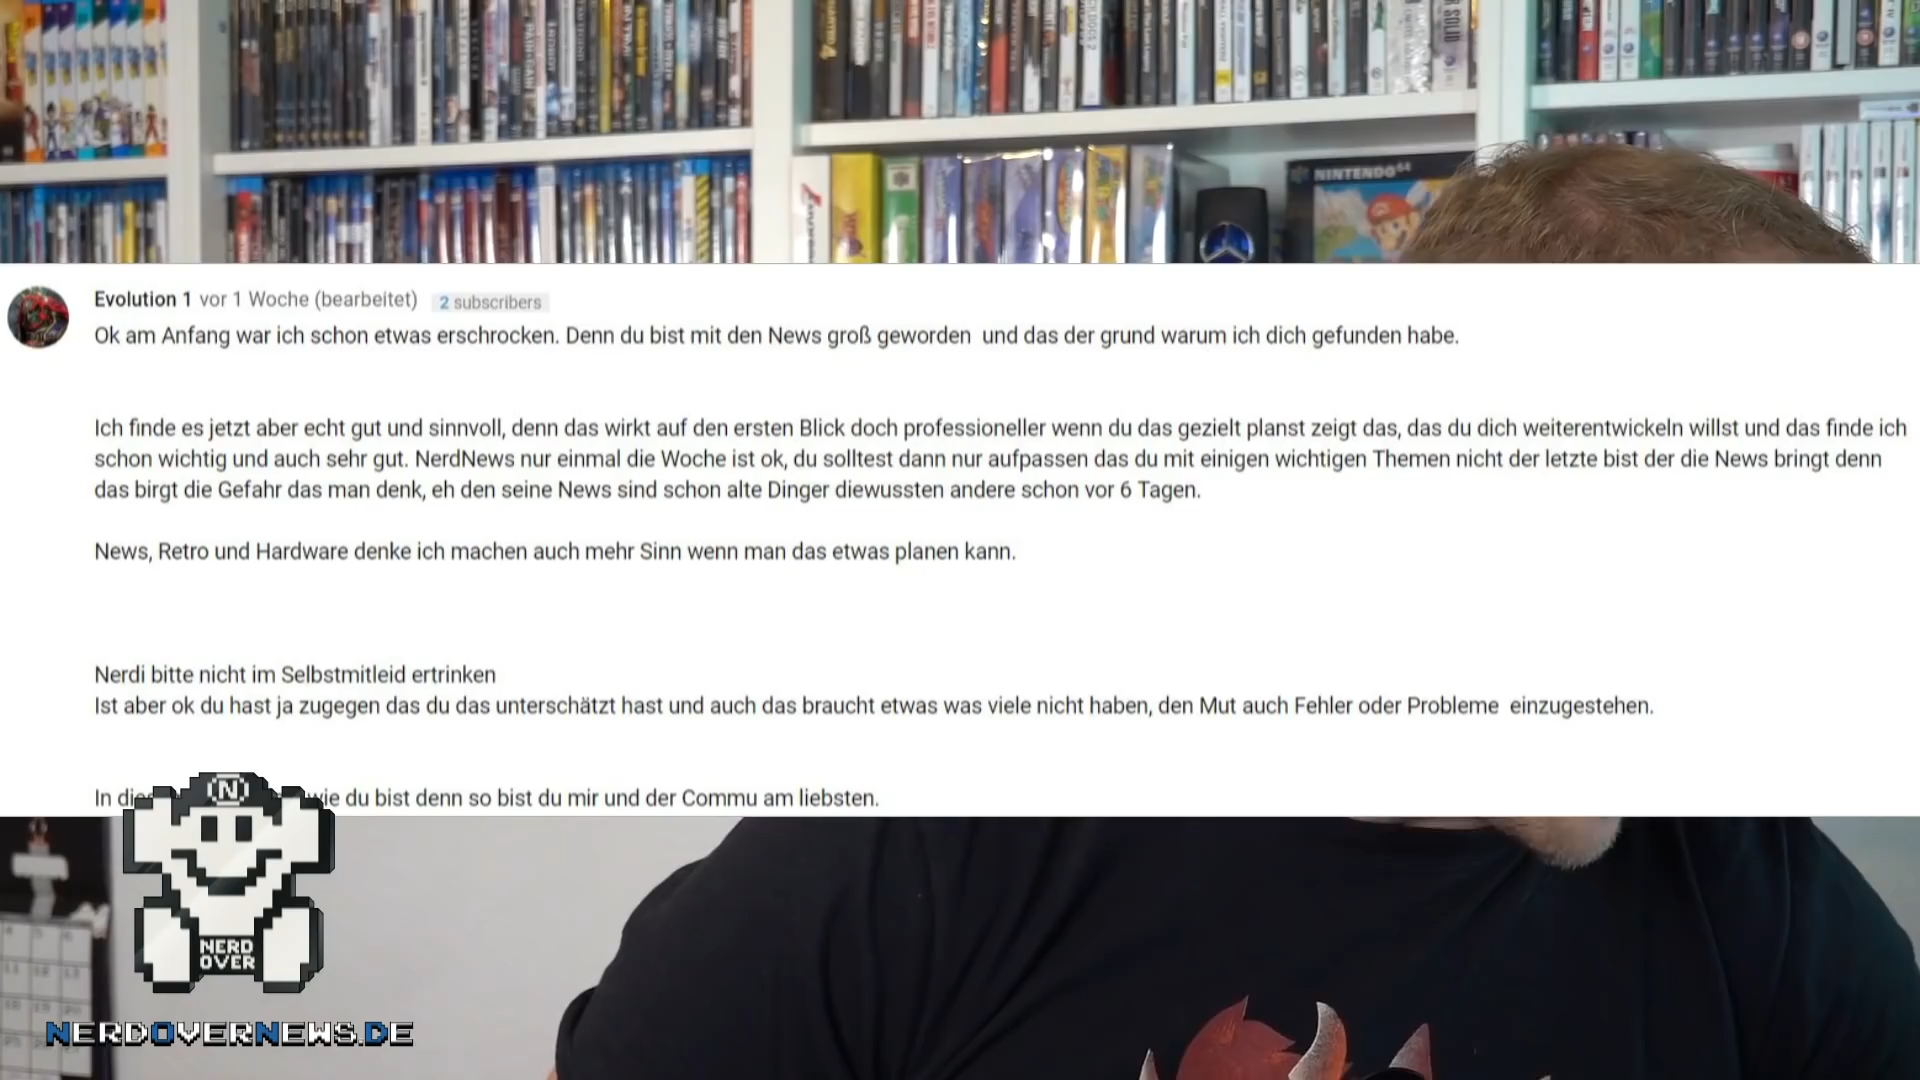 NINTENDO 64
Evolution 1 vor 1 Woche (bearbeitet) 2 subscribers
Ok am Anfang war ich schon etwas erschrocken. Denn du bist mit den News groß geworden und das der grund warum ich dich gefunden habe.
Ich finde es jetzt aber echt gut und sinnvoll, denn das wirkt auf den ersten Blick doch professioneller wenn du das gezielt planst zeigt das, das du dich weiterentwickeln willst und das finde ich
schon wichtig und auch sehr gut. NerdNews nur einmal die Woche ist ok, du solltest dann nur aufpassen das du mit einigen wichtigen Themen nicht der letzte bist der die News bringt denn
das birgt die Gefahr das man denk, eh den seine News sind schon alte Dinger diewussten andere schon vor 6 Tagen.
News, Retro und Hardware denke ich machen auch mehr Sinn wenn man das etwas planen kann.
Nerdi bitte nicht im Selbstmitleid ertrinken
Ist aber ok du hast ja zugegen das du das unterschätzt hast und auch das braucht etwas was viele nicht haben, den Mut auch Fehler oder Probleme einzugestehen.
In wie du bist denn so bist du mir und der Commu am liebsten.
(N)
NERD
OVER
NERDOVERNEWS.DE